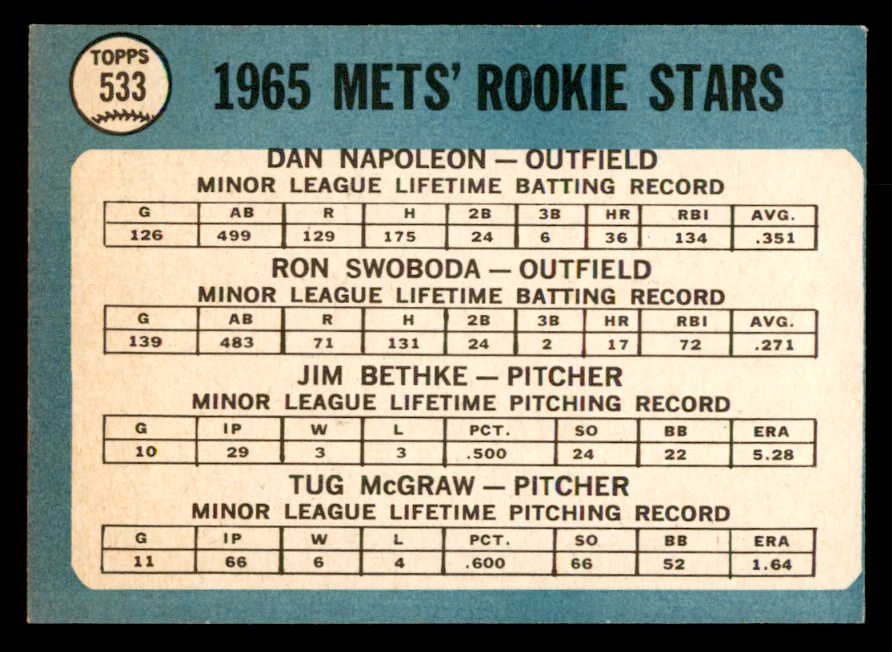 TOPPS
533
1965 METS' ROOKIE STARS
DAN NAPOLEON — OUTFIELD
MINOR LEAGUE LIFETIME BATTING RECORD
G AB R H 2B 3B HR RBI AVG.
126 499 129 175 24 6 36 134 .351
RON SWOBODA — OUTFIELD
MINOR LEAGUE LIFETIME BATTING RECORD
G AB R H 2B 3B HR RBI AVG.
139 483 71 131 24 2 17 72 .271
JIM BETHKE — PITCHER
MINOR LEAGUE LIFETIME PITCHING RECORD
G IP W L PCT. SO BB ERA
10 29 3 3 .500 24 22 5.28
TUG McGRAW — PITCHER
MINOR LEAGUE LIFETIME PITCHING RECORD
G IP W L PCT. SO BB ERA
11 66 6 4 .600 66 52 1.64